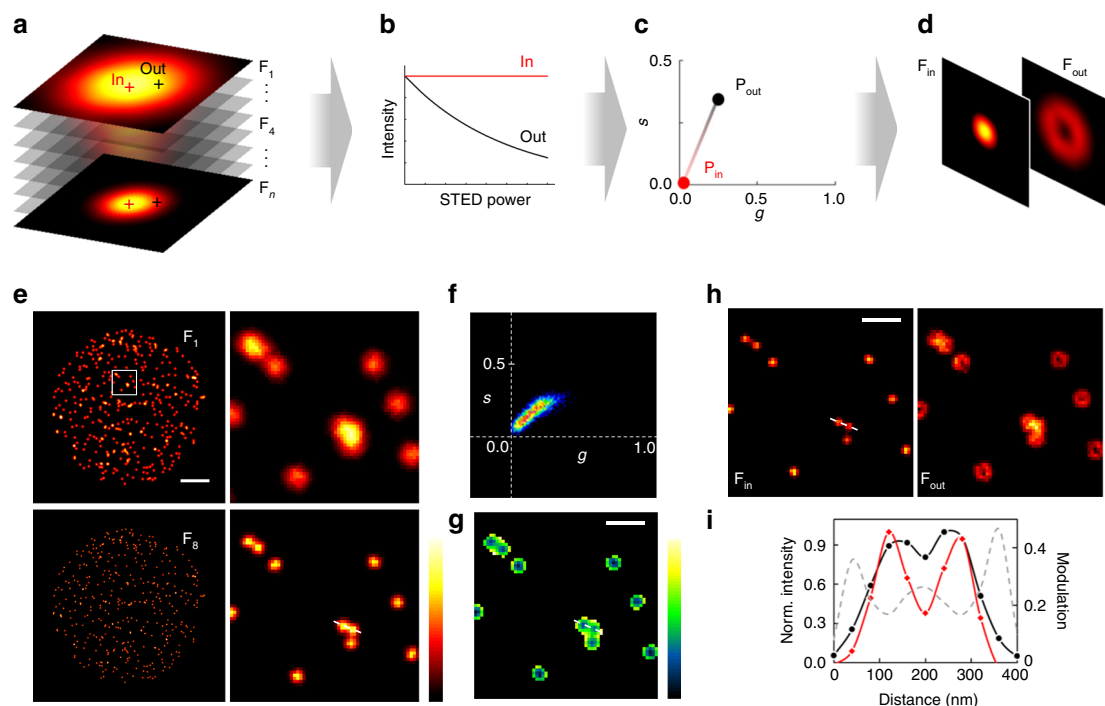 a
In
Out
F1
⋮
F4
⋮
Fn
b
In
Out
Intensity
STED power
c
0.5
s
0.0
Pout
Pin
0.0 0.5 1.0
g
d
Fin
Fout
e
F1
F8
f
0.5
s
0.0
g
1.0
g
h
Fin
Fout
i
Norm. intensity
0.9
0.6
0.3
0.0
0.4
0.2
0
Modulation
0 100 200 300 400
Distance (nm)